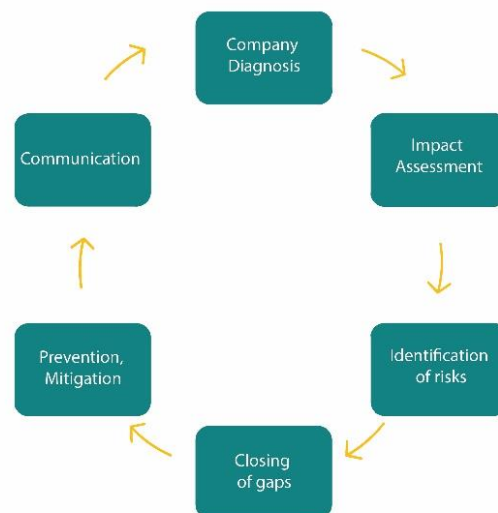 Company
Diagnosis
Impact
Assessment
Identification
of risks
Closing
of gaps
Prevention,
Mitigation
Communication